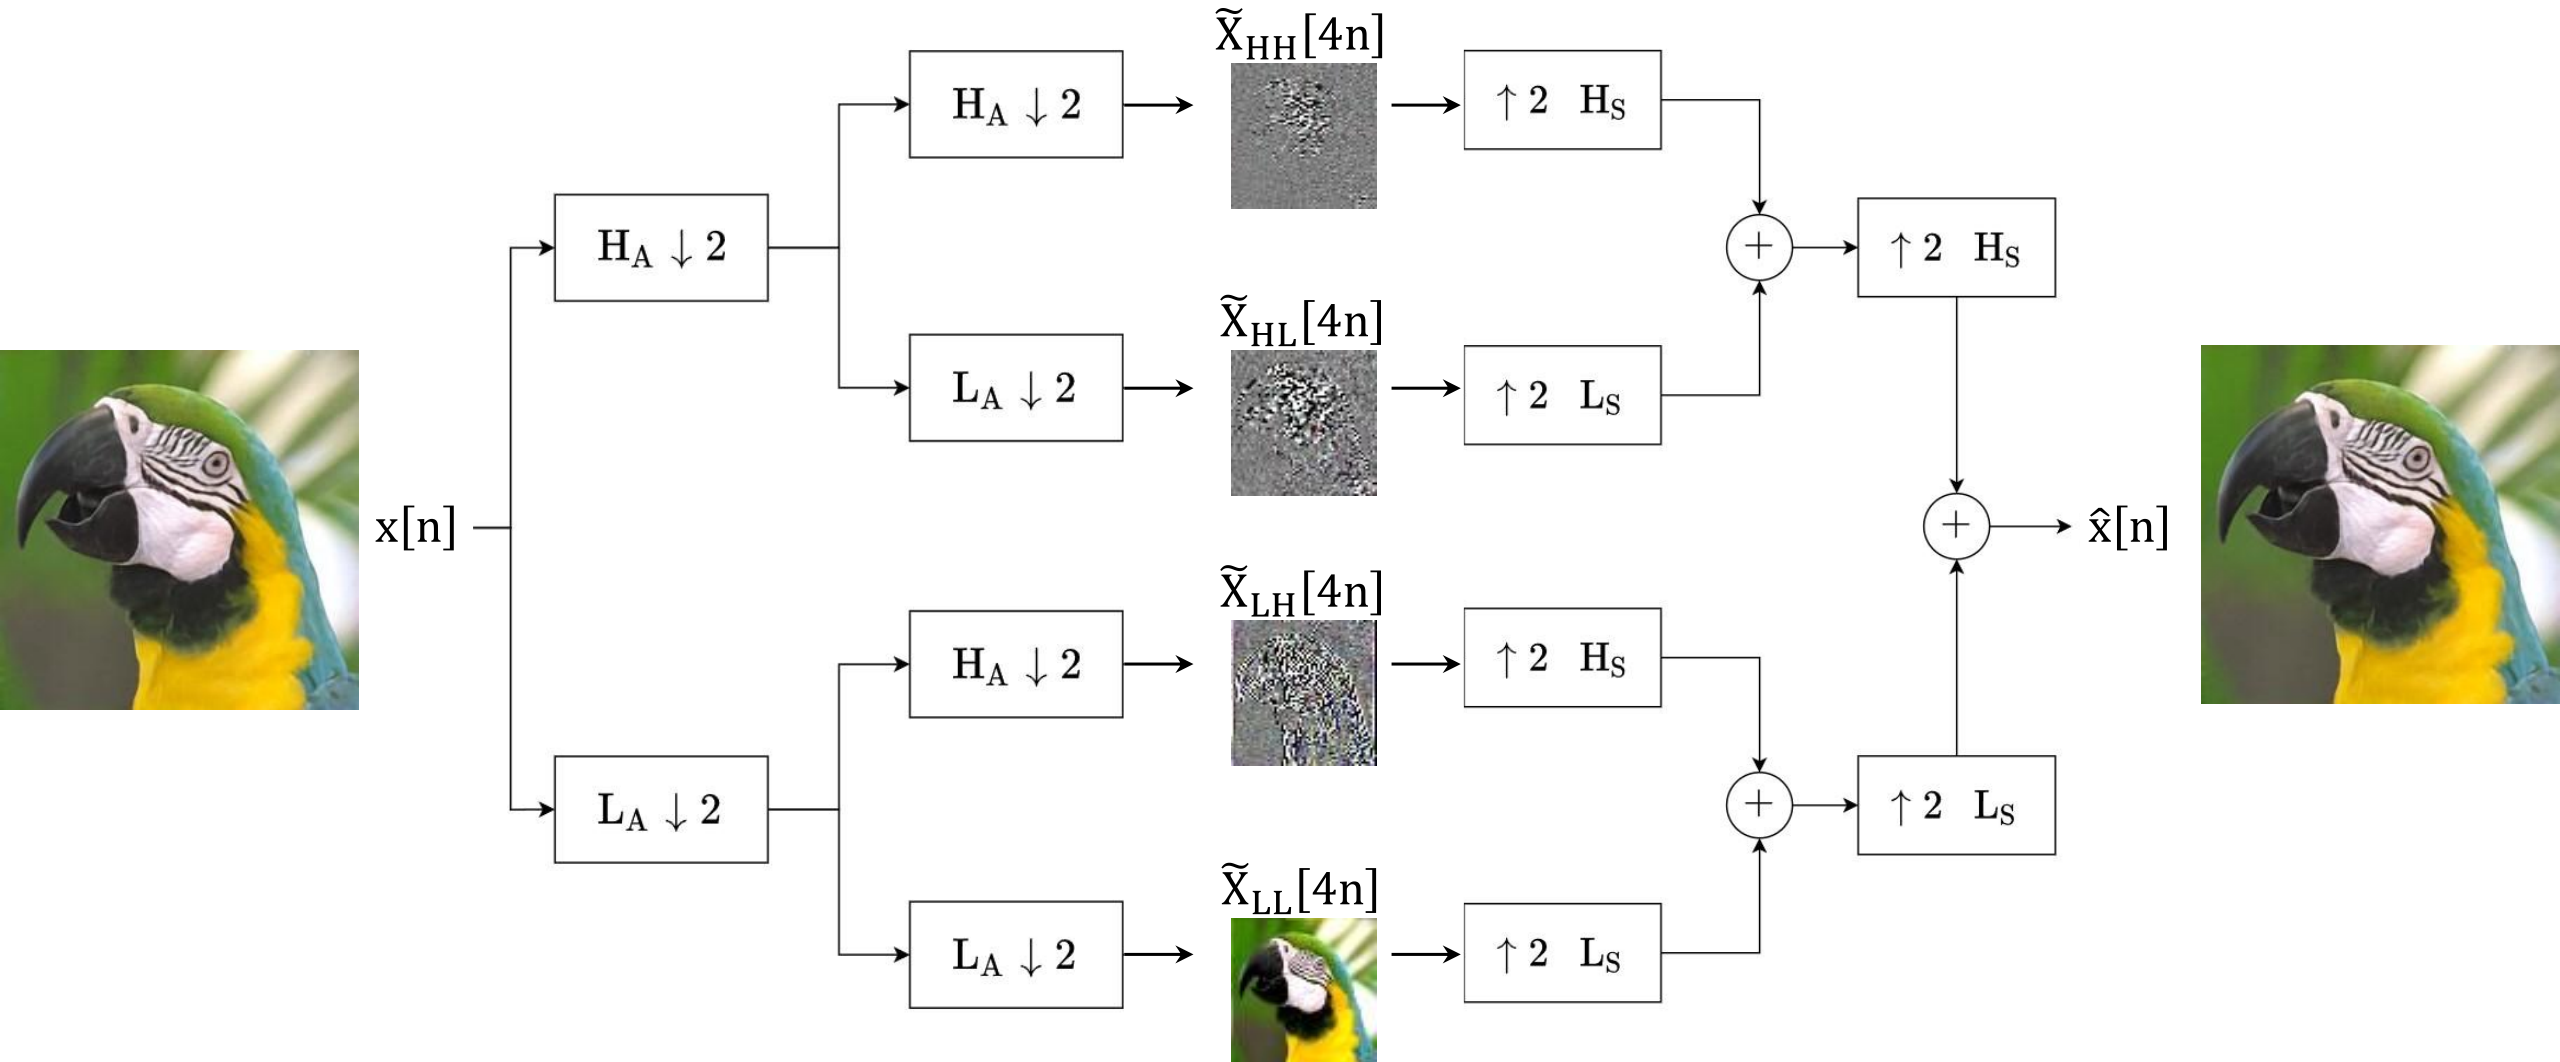 X̃HH[4n]
HA ↓ 2
↑ 2 HS
HA ↓ 2
+
↑ 2 HS
X̃HL[4n]
LA ↓ 2
↑ 2 LS
x[n]
+
x̂[n]
X̃LH[4n]
HA ↓ 2
↑ 2 HS
LA ↓ 2
+
↑ 2 LS
X̃LL[4n]
LA ↓ 2
↑ 2 LS